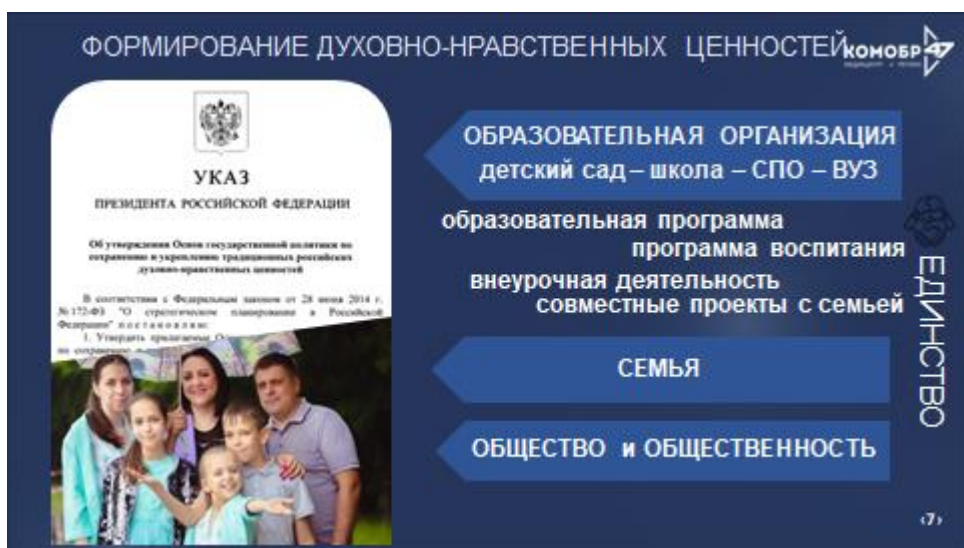 ФОРМИРОВАНИЕ ДУХОВНО-НРАВСТВЕННЫХ ЦЕННОСТЕЙ
КОМОБР 47
УКАЗ
ПРЕЗИДЕНТА РОССИЙСКОЙ ФЕДЕРАЦИИ
Об утверждении Основ государственной политики по
сохранению и укреплению традиционных российских
духовно-нравственных ценностей
В соответствии с Федеральным законом от 28 июня 2014 г.
№ 172-ФЗ "О стратегическом планировании в Российской
Федерации" постановляю:
1. Утвердить прилагаемые
по сохранению
ОБРАЗОВАТЕЛЬНАЯ ОРГАНИЗАЦИЯ
детский сад – школа – СПО – ВУЗ
образовательная программа
программа воспитания
внеурочная деятельность
совместные проекты с семьей
СЕМЬЯ
ОБЩЕСТВО и ОБЩЕСТВЕННОСТЬ
ЕДИНСТВО
‹7›